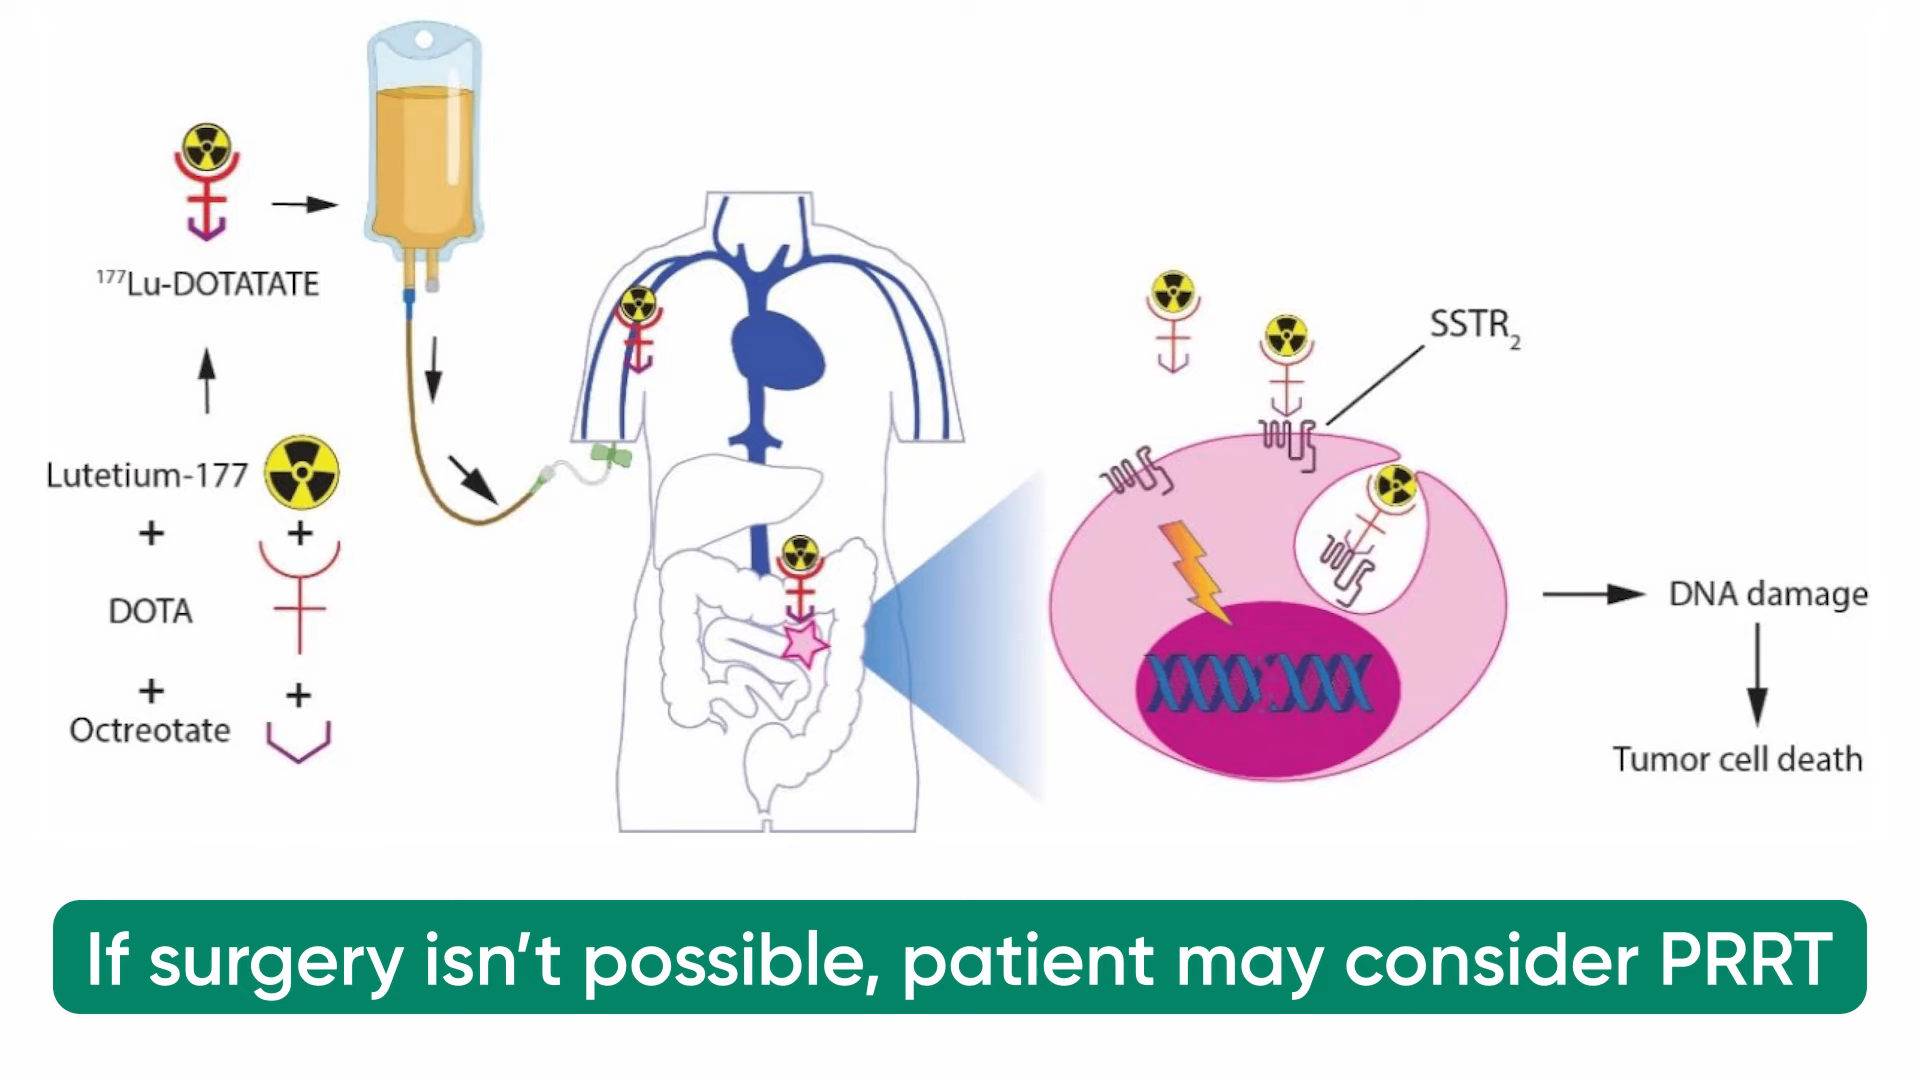 ¹⁷⁷Lu-DOTATATE
Lutetium-177
+ +
DOTA
+ +
Octreotate
SSTR₂
DNA damage
Tumor cell death
If surgery isn’t possible, patient may consider PRRT